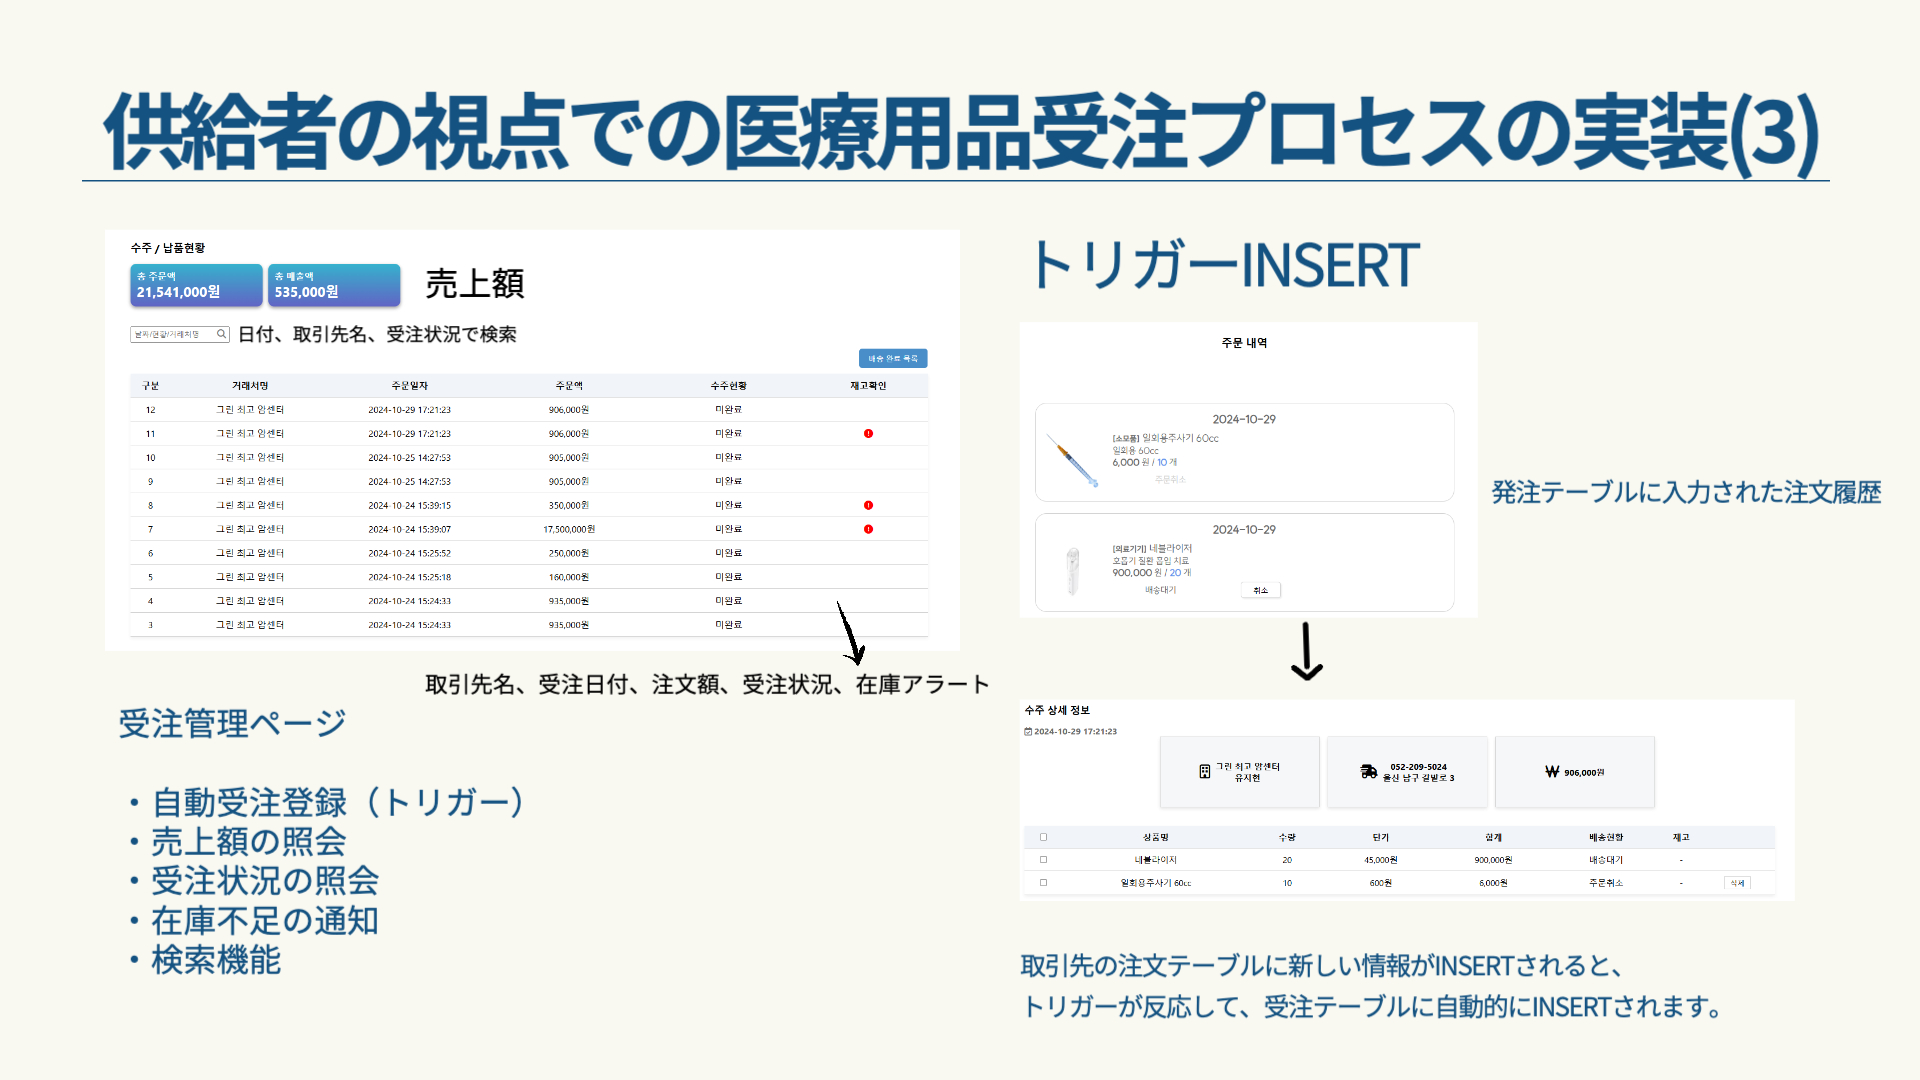 供給者の視点での医療用品受注プロセスの実装(3)
수주 / 납품현황
총 주문액
21,541,000원
총 매출액
535,000원
売上額
날짜/현황/거래처명
日付、取引先名、受注状況で検索
배송 완료 목록
구분 거래처명 주문일자 주문액 수주현황 재고확인
12 그린 최고 암센터 2024-10-29 17:21:23 906,000원 미완료
11 그린 최고 암센터 2024-10-29 17:21:23 906,000원 미완료
10 그린 최고 암센터 2024-10-25 14:27:53 905,000원 미완료
9 그린 최고 암센터 2024-10-25 14:27:53 905,000원 미완료
8 그린 최고 암센터 2024-10-24 15:39:15 350,000원 미완료
7 그린 최고 암센터 2024-10-24 15:39:07 17,500,000원 미완료
6 그린 최고 암센터 2024-10-24 15:25:52 250,000원 미완료
5 그린 최고 암센터 2024-10-24 15:25:18 160,000원 미완료
4 그린 최고 암센터 2024-10-24 15:24:33 935,000원 미완료
3 그린 최고 암센터 2024-10-24 15:24:33 935,000원 미완료
取引先名、受注日付、注文額、受注状況、在庫アラート
受注管理ページ
・自動受注登録（トリガー）
・売上額の照会
・受注状況の照会
・在庫不足の通知
・検索機能
トリガーINSERT
주문 내역
2024-10-29
[소모품] 일회용주사기 60cc
일회용 60cc
6,000 원 / 10 개
주문취소
2024-10-29
[의료기기] 네블라이저
호흡기 질환 흡입 치료
900,000 원 / 20 개
배송대기 취소
発注テーブルに入力された注文履歴
수주 상세 정보
2024-10-29 17:21:23
그린 최고 암센터
유지현
052-209-5024
울산 남구 길밭로 3
₩ 906,000원
상품명 수량 단가 합계 배송현황 재고
네블라이저 20 45,000원 900,000원 배송대기 -
일회용주사기 60cc 10 600원 6,000원 주문취소 - 삭제
取引先の注文テーブルに新しい情報がINSERTされると、
トリガーが反応して、受注テーブルに自動的にINSERTされます。